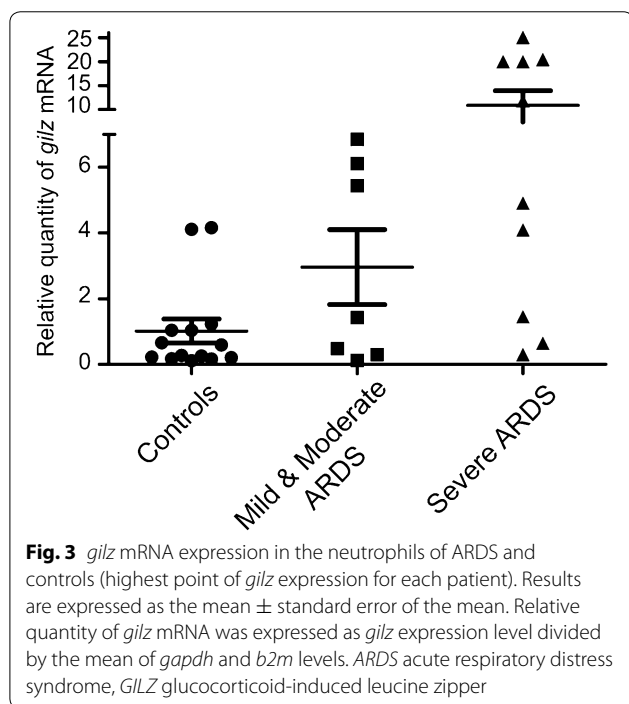 Relative quantity of gilz mRNA
25
20
15
10
6
4
2
0
Controls
Mild & Moderate
ARDS
Severe ARDS
Fig. 3 gilz mRNA expression in the neutrophils of ARDS and
controls (highest point of gilz expression for each patient). Results
are expressed as the mean ± standard error of the mean. Relative
quantity of gilz mRNA was expressed as gilz expression level divided
by the mean of gapdh and b2m levels. ARDS acute respiratory distress
syndrome, GILZ glucocorticoid-induced leucine zipper